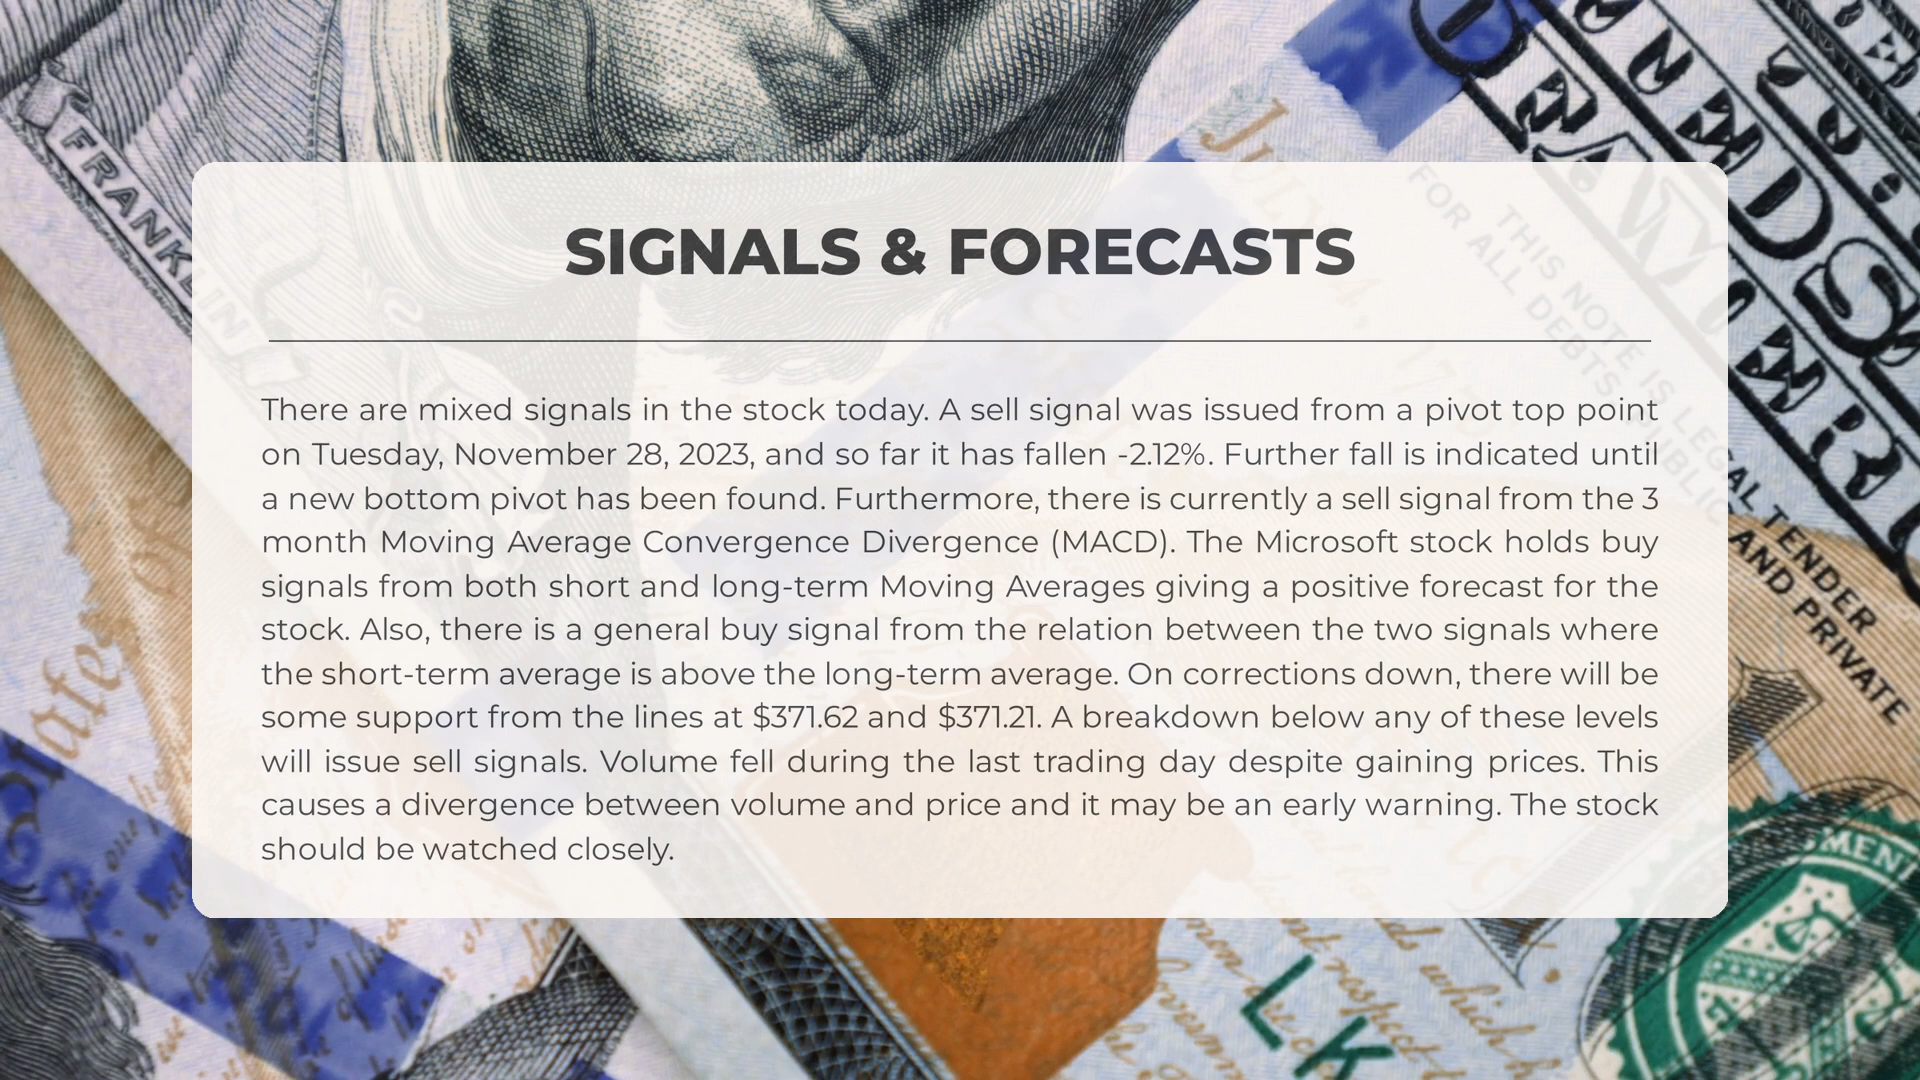 FRANKLIN
SIGNALS & FORECASTS
There are mixed signals in the stock today. A sell signal was issued from a pivot top point
on Tuesday, November 28, 2023, and so far it has fallen -2.12%. Further fall is indicated until
a new bottom pivot has been found. Furthermore, there is currently a sell signal from the 3
month Moving Average Convergence Divergence (MACD). The Microsoft stock holds buy
signals from both short and long-term Moving Averages giving a positive forecast for the
stock. Also, there is a general buy signal from the relation between the two signals where
the short-term average is above the long-term average. On corrections down, there will be
some support from the lines at $371.62 and $371.21. A breakdown below any of these levels
will issue sell signals. Volume fell during the last trading day despite gaining prices. This
causes a divergence between volume and price and it may be an early warning. The stock
should be watched closely.
THIS NOTE IS LEGAL TENDER
FOR ALL DEBTS, PUBLIC AND PRIVATE
July 4, 17
LK